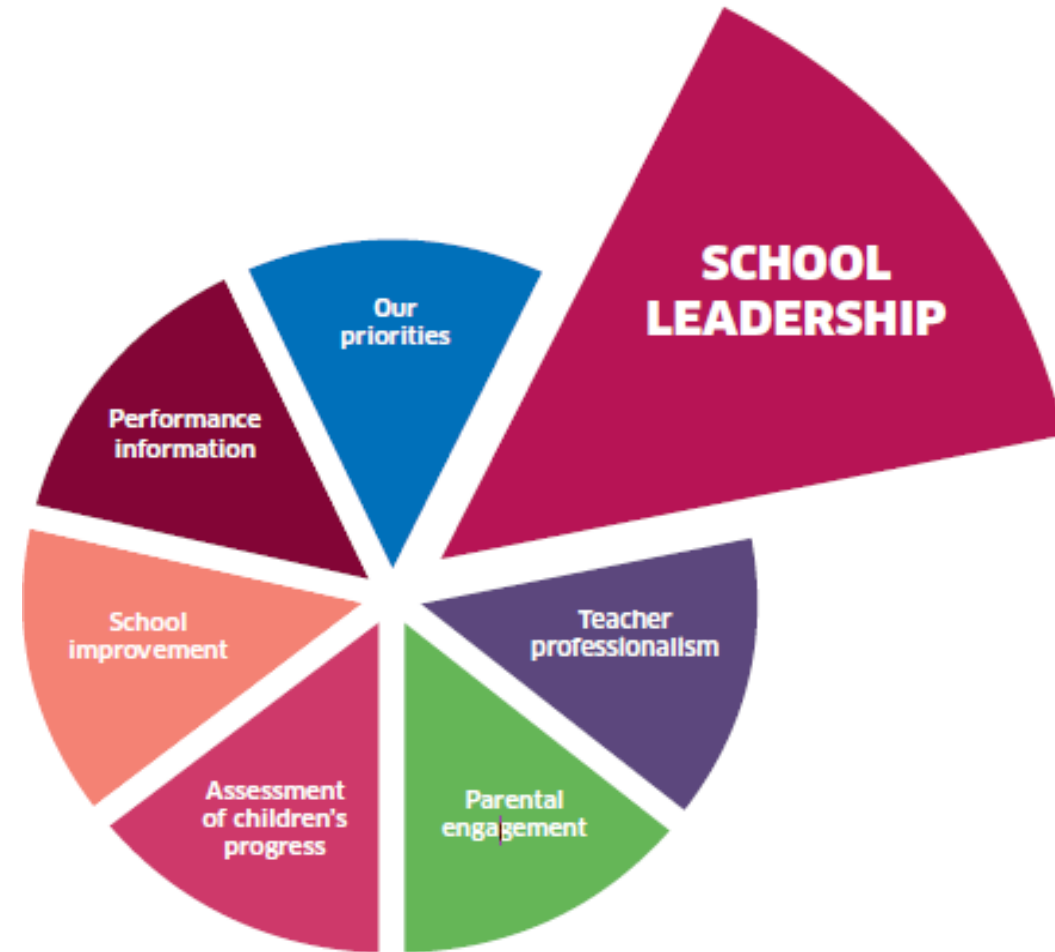 SCHOOL
LEADERSHIP
Our
priorities
Performance
information
School
improvement
Teacher
professionalism
Assessment
of children's
progress
Parental
engagement